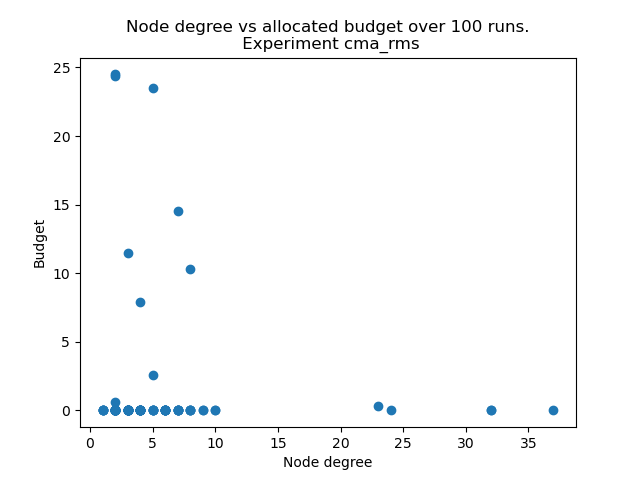 Node degree vs allocated budget over 100 runs.
Experiment cma_rms
25
20
15
10
5
0
Budget
0 5 10 15 20 25 30 35
Node degree